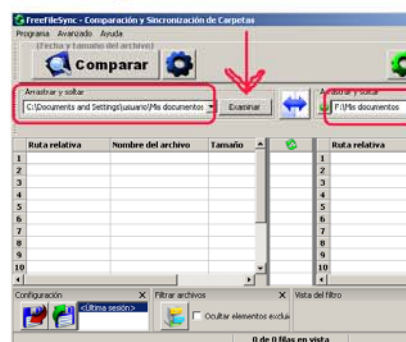 FreeFileSync - Comparación y Sincronización de Carpetas
Programa Avanzado Ayuda
(Fecha y tamaño del archivo)
Comparar
Arrastrar y soltar
C:\Documents and Settings\usuario\Mis documentos
Examinar
Arrastrar y soltar
F:\Mis documentos
Ruta relativa Nombre del archivo Tamaño Ruta relativa
1 1
2 2
3 3
4 4
5 5
6 6
7 7
8 8
9 9
10 10
Configuración X Filtrar archivos X Vista del filtro
<Última sesión>
Ocultar elementos exclui
0 de 0 filas en vista